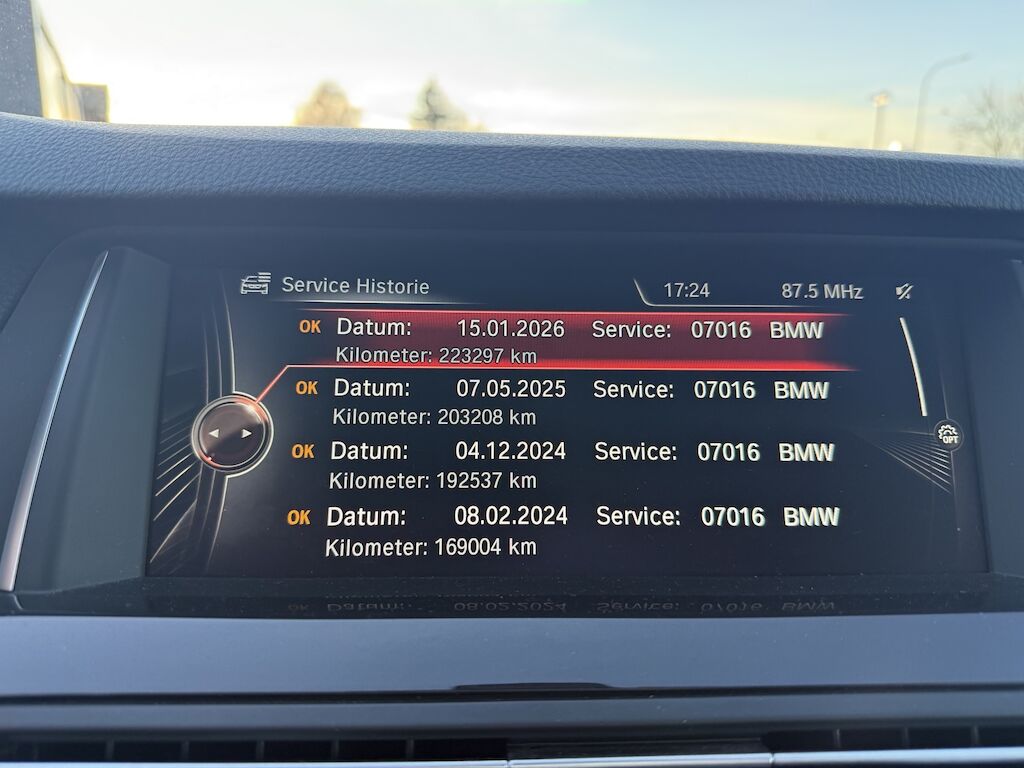 Service Historie 17:24 87.5 MHz
OK Datum: 15.01.2026 Service: 07016 BMW
Kilometer: 223297 km
OK Datum: 07.05.2025 Service: 07016 BMW
Kilometer: 203208 km
OPT
OK Datum: 04.12.2024 Service: 07016 BMW
Kilometer: 192537 km
OK Datum: 08.02.2024 Service: 07016 BMW
Kilometer: 169004 km